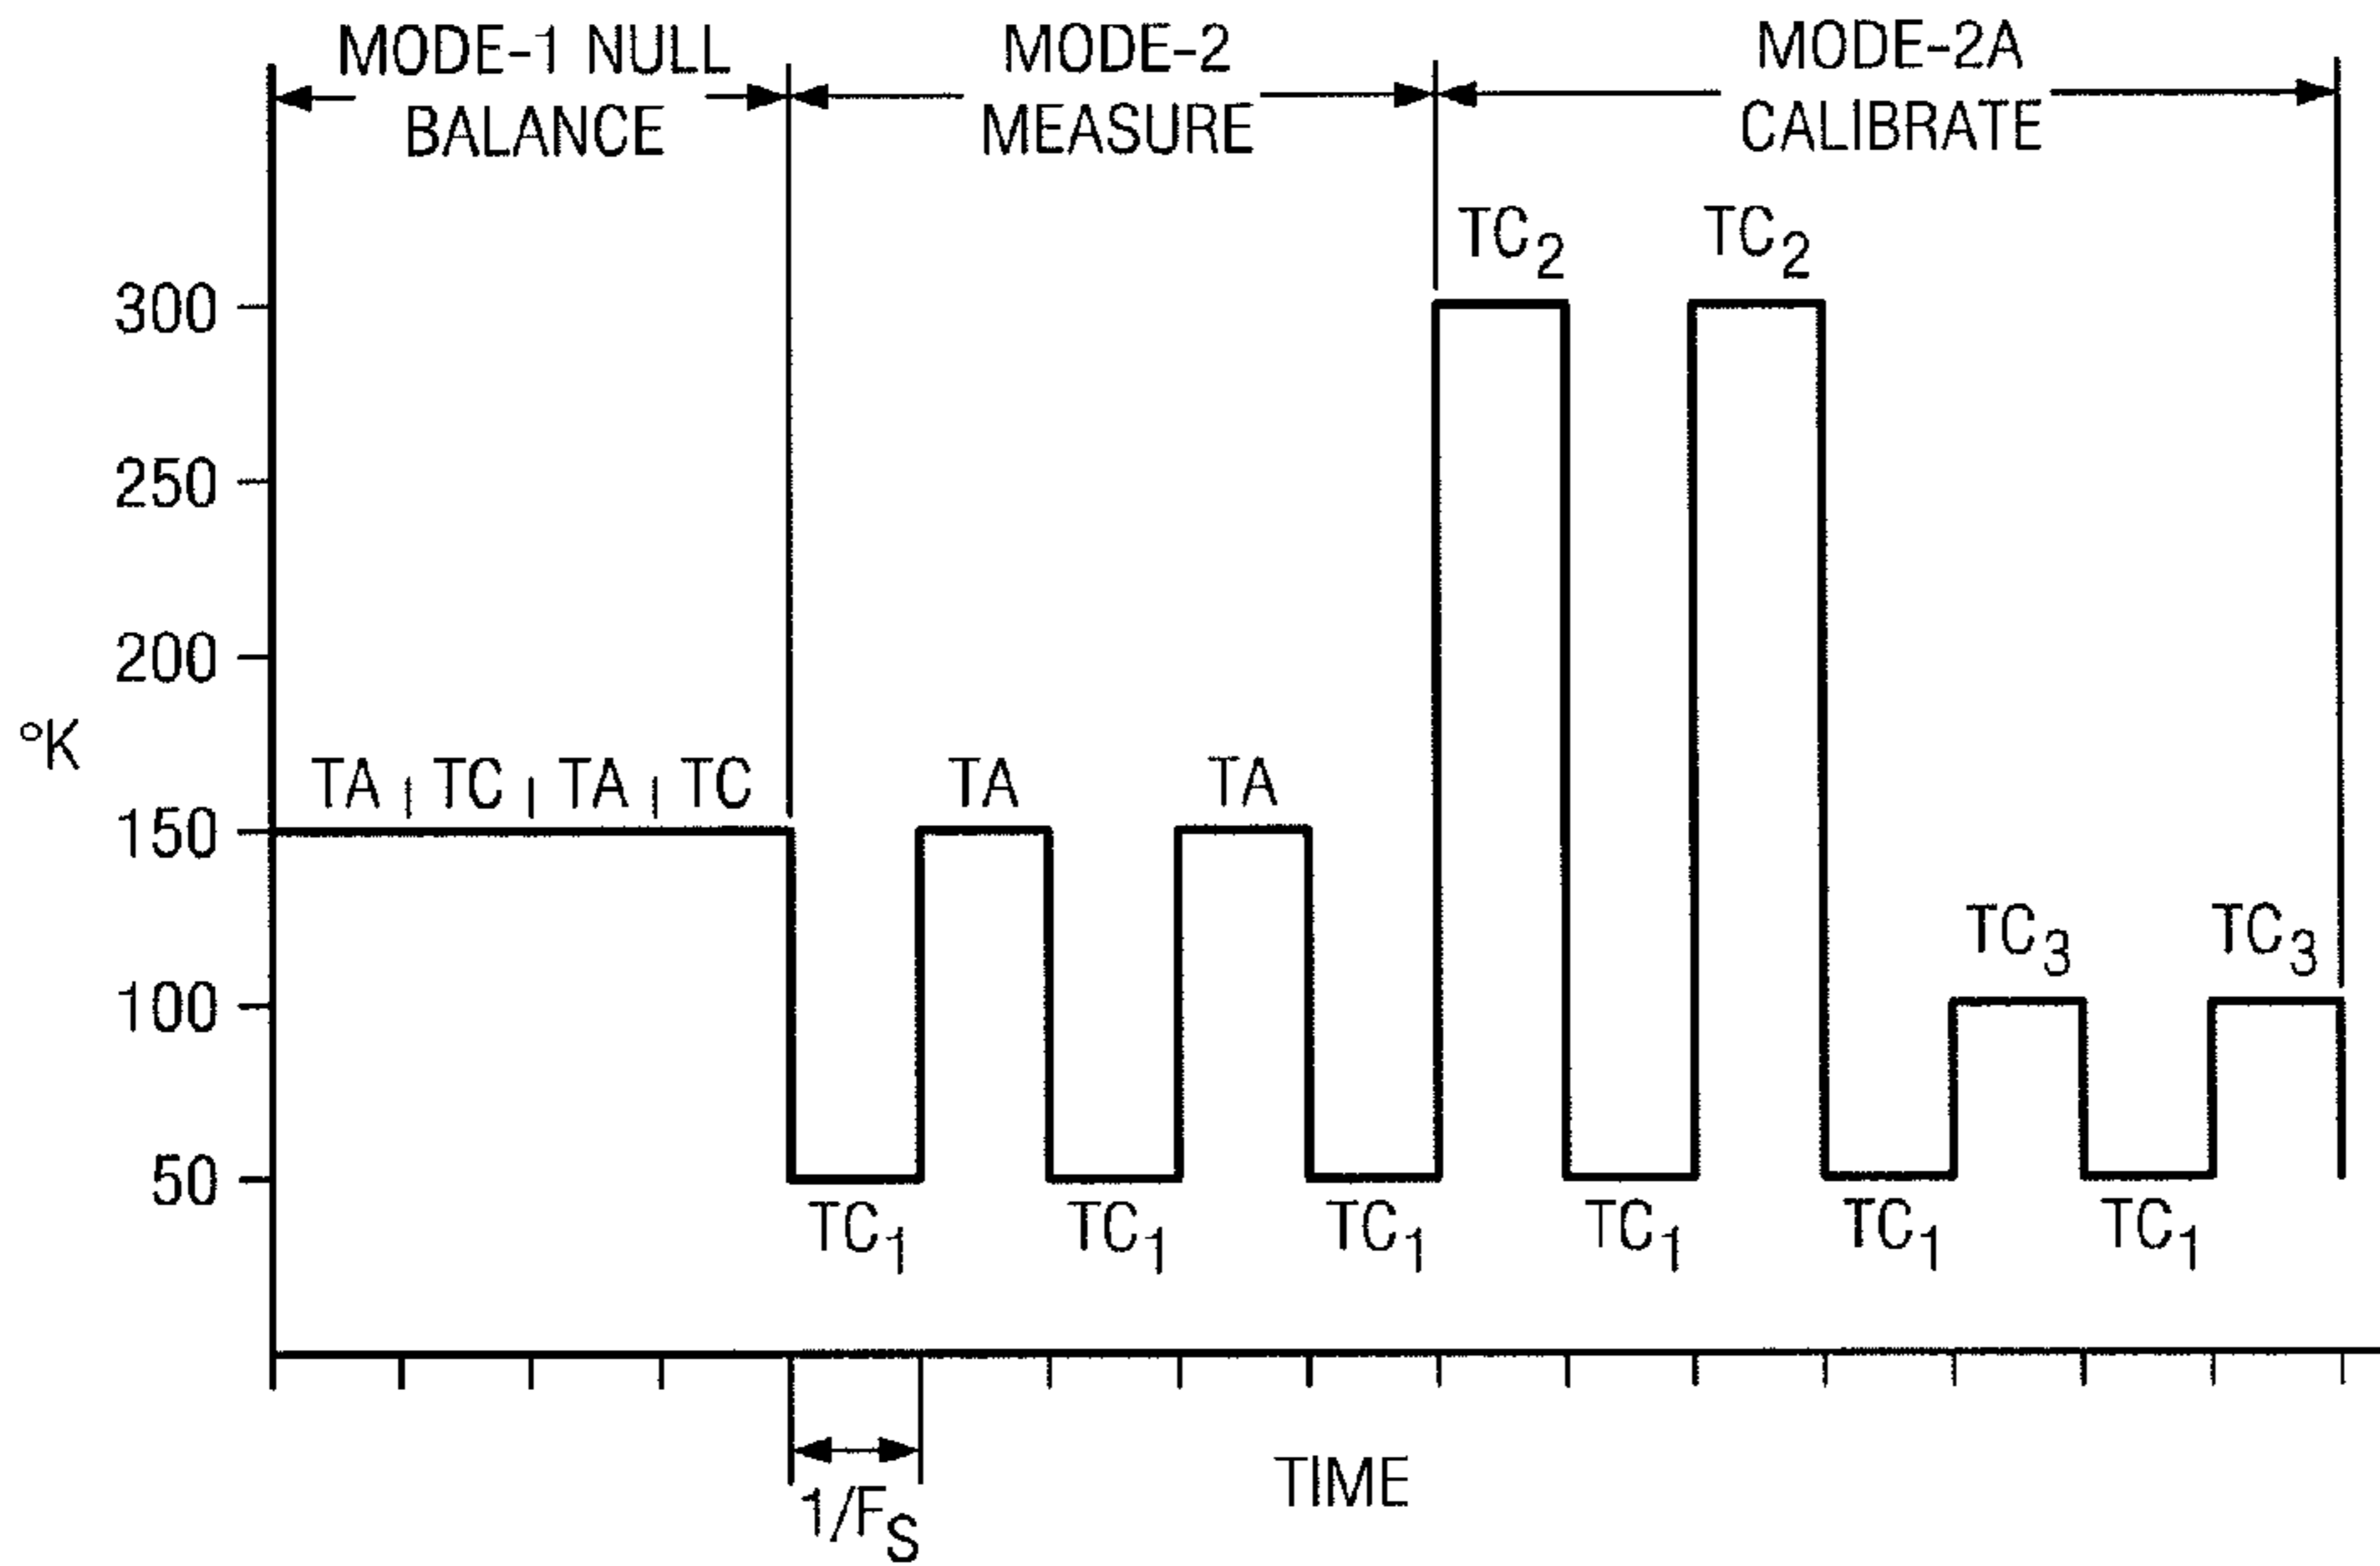 MODE-1 NULL
BALANCE
MODE-2
MEASURE
MODE-2A
CALIBRATE
TC2
TC2
300
250
200
°K
TA TC TA TC
TA
TA
150
TC3
TC3
100
50
TC1
TC1
TC1
TC1
TC1
TC1
1/FS
TIME